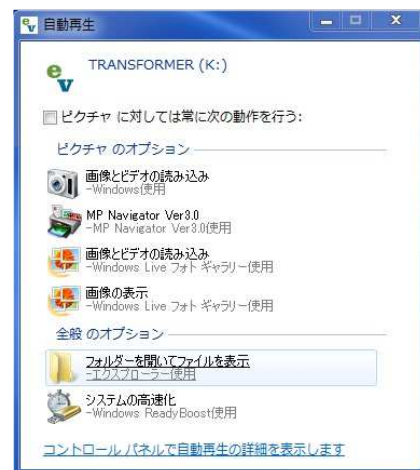 自動再生
ev
TRANSFORMER (K:)
ピクチャ に対しては常に次の動作を行う:
ピクチャ のオプション
画像とビデオの読み込み
-Windows使用
MP Navigator Ver3.0
-MP Navigator Ver3.0使用
画像とビデオの読み込み
-Windows Live フォト ギャラリー使用
画像の表示
-Windows Live フォト ギャラリー使用
全般 のオプション
フォルダーを開いてファイルを表示
-エクスプローラー使用
システムの高速化
-Windows ReadyBoost使用
コントロール パネルで自動再生の詳細を表示します